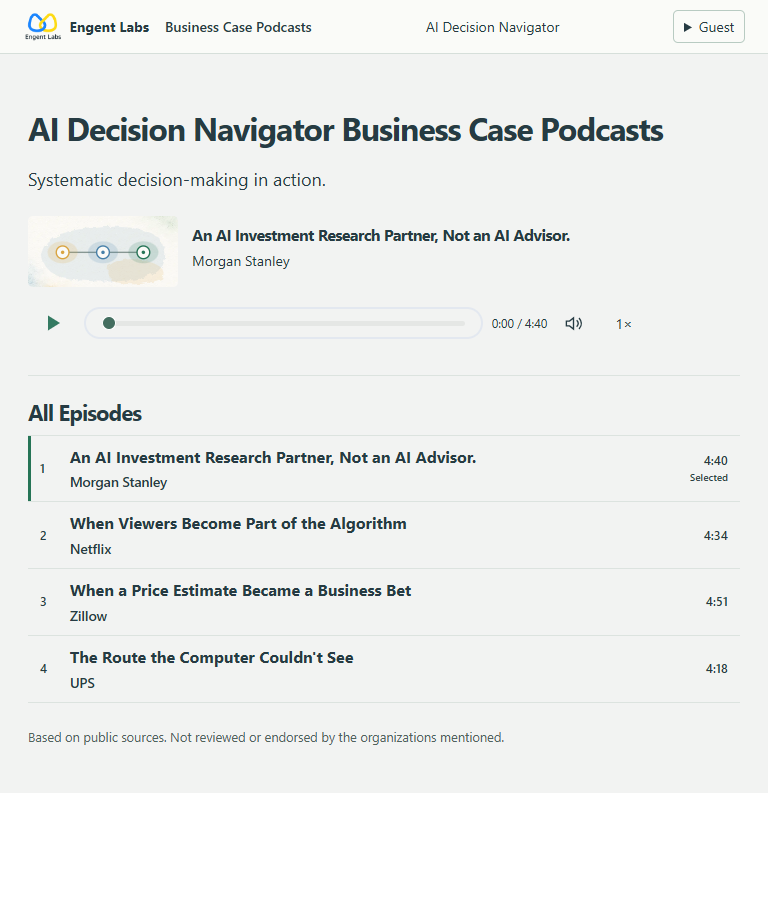 Engent Labs
Engent Labs
Business Case Podcasts
AI Decision Navigator
Guest
AI Decision Navigator Business Case Podcasts
Systematic decision-making in action.
An AI Investment Research Partner, Not an AI Advisor.
Morgan Stanley
0:00 / 4:40
1×
All Episodes
1
An AI Investment Research Partner, Not an AI Advisor.
Morgan Stanley
4:40
Selected
2
When Viewers Become Part of the Algorithm
Netflix
4:34
3
When a Price Estimate Became a Business Bet
Zillow
4:51
4
The Route the Computer Couldn't See
UPS
4:18
Based on public sources. Not reviewed or endorsed by the organizations mentioned.